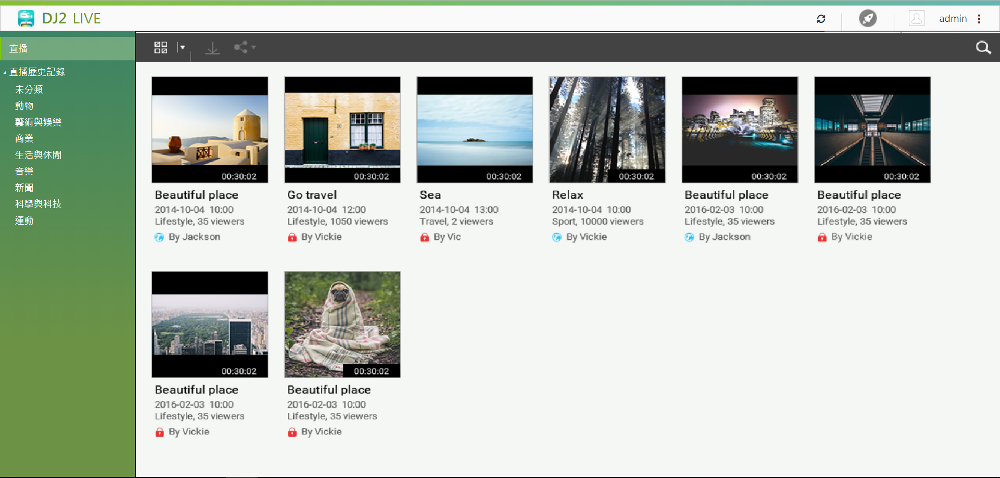 DJ2 LIVE
admin
直播
直播歷史記錄
未分類
動物
藝術與娛樂
商業
生活與休閒
音樂
新聞
科學與科技
運動
00:30:02
Beautiful place
2014-10-04 10:00
Lifestyle, 35 viewers
By Jackson
00:30:02
Go travel
2014-10-04 12:00
Lifestyle, 1050 viewers
By Vickie
00:30:02
Sea
2014-10-04 13:00
Travel, 2 viewers
By Vic
00:30:02
Relax
2014-10-04 10:00
Sport, 10000 viewers
By Vickie
00:30:02
Beautiful place
2016-02-03 10:00
Lifestyle, 35 viewers
By Jackson
00:30:02
Beautiful place
2016-02-03 10:00
Lifestyle, 35 viewers
By Vickie
00:30:02
Beautiful place
2016-02-03 10:00
Lifestyle, 35 viewers
By Vickie
00:30:02
Beautiful place
2016-02-03 10:00
Lifestyle, 35 viewers
By Vickie